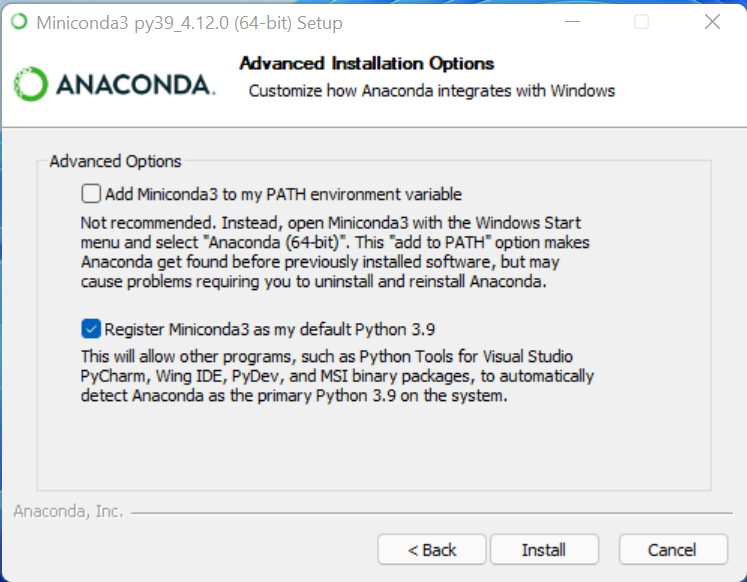 Miniconda3 py39_4.12.0 (64-bit) Setup
ANACONDA.
Advanced Installation Options
Customize how Anaconda integrates with Windows
Advanced Options
Add Miniconda3 to my PATH environment variable
Not recommended. Instead, open Miniconda3 with the Windows Start
menu and select "Anaconda (64-bit)". This "add to PATH" option makes
Anaconda get found before previously installed software, but may
cause problems requiring you to uninstall and reinstall Anaconda.
Register Miniconda3 as my default Python 3.9
This will allow other programs, such as Python Tools for Visual Studio
PyCharm, Wing IDE, PyDev, and MSI binary packages, to automatically
detect Anaconda as the primary Python 3.9 on the system.
Anaconda, Inc.
< Back
Install
Cancel